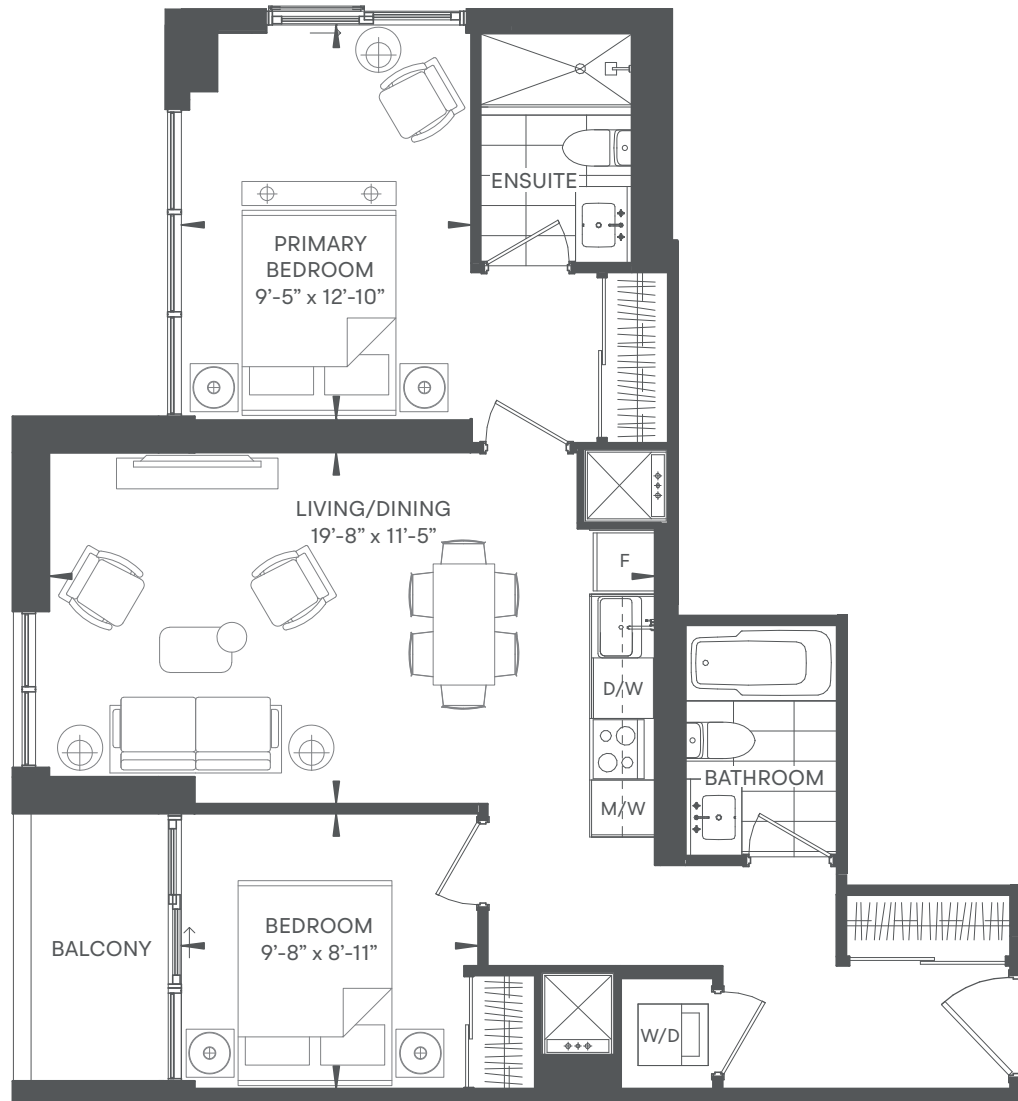 ENSUITE
PRIMARY
BEDROOM
9’-5” x 12’-10”
LIVING/DINING
19’-8” x 11’-5”
F
D/W
BATHROOM
M/W
BEDROOM
9’-8” x 8’-11”
BALCONY
W/D